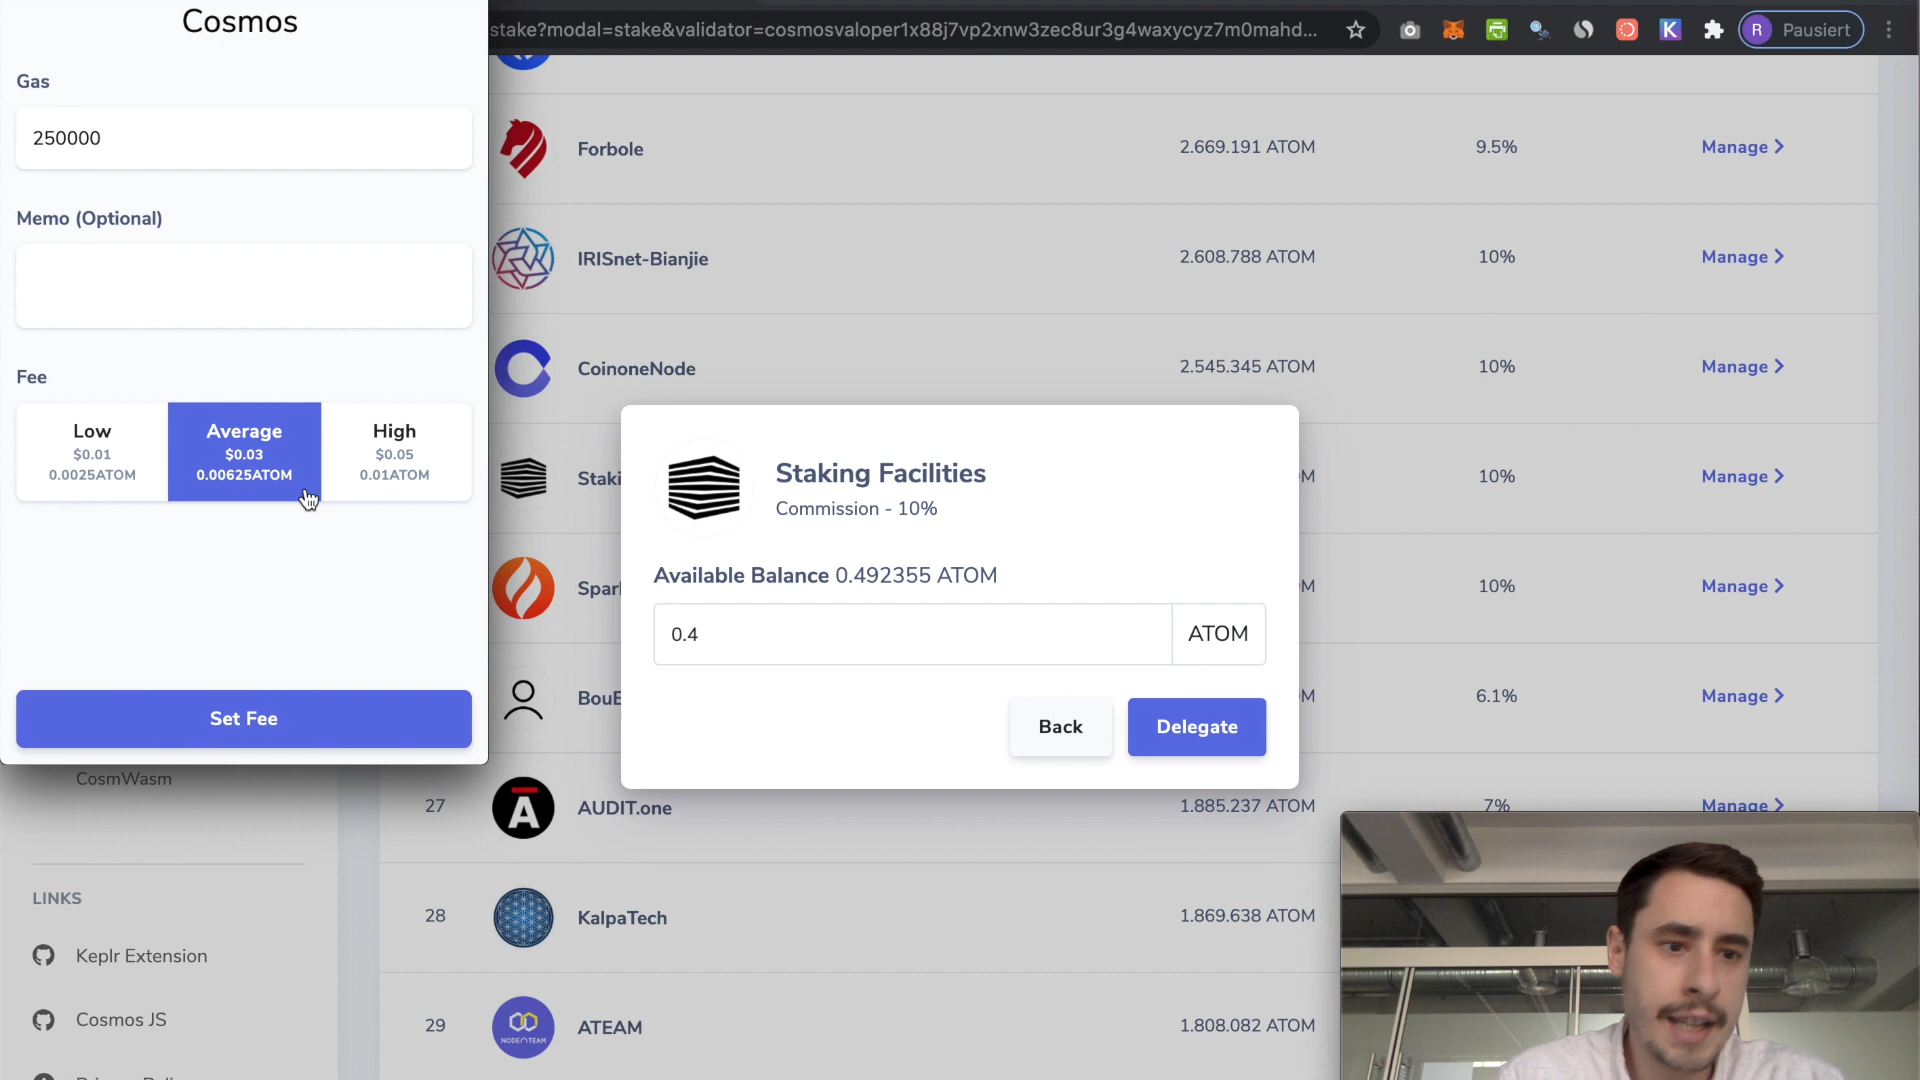 Cosmos
Gas
250000
Memo (Optional)
Fee
Low
$0.01
0.0025ATOM
Average
$0.03
0.00625ATOM
High
$0.05
0.01ATOM
Set Fee
CosmWasm
LINKS
Keplr Extension
Cosmos JS
stake?modal=stake&validator=cosmosvaloper1x88j7vp2xnw3zec8ur3g4waxycyz7m0mahd...
K
R
Pausiert
Forbole 2.669.191 ATOM 9.5% Manage
IRISnet-Bianjie 2.608.788 ATOM 10% Manage
CoinoneNode 2.545.345 ATOM 10% Manage
10% Manage
10% Manage
6.1% Manage
Staking Facilities
Commission - 10%
Available Balance 0.492355 ATOM
0.4 ATOM
Back Delegate
27 AUDIT.one 1.885.237 ATOM 7% Manage
28 KalpaTech 1.869.638 ATOM
29 NODE TEAM ATEAM 1.808.082 ATOM